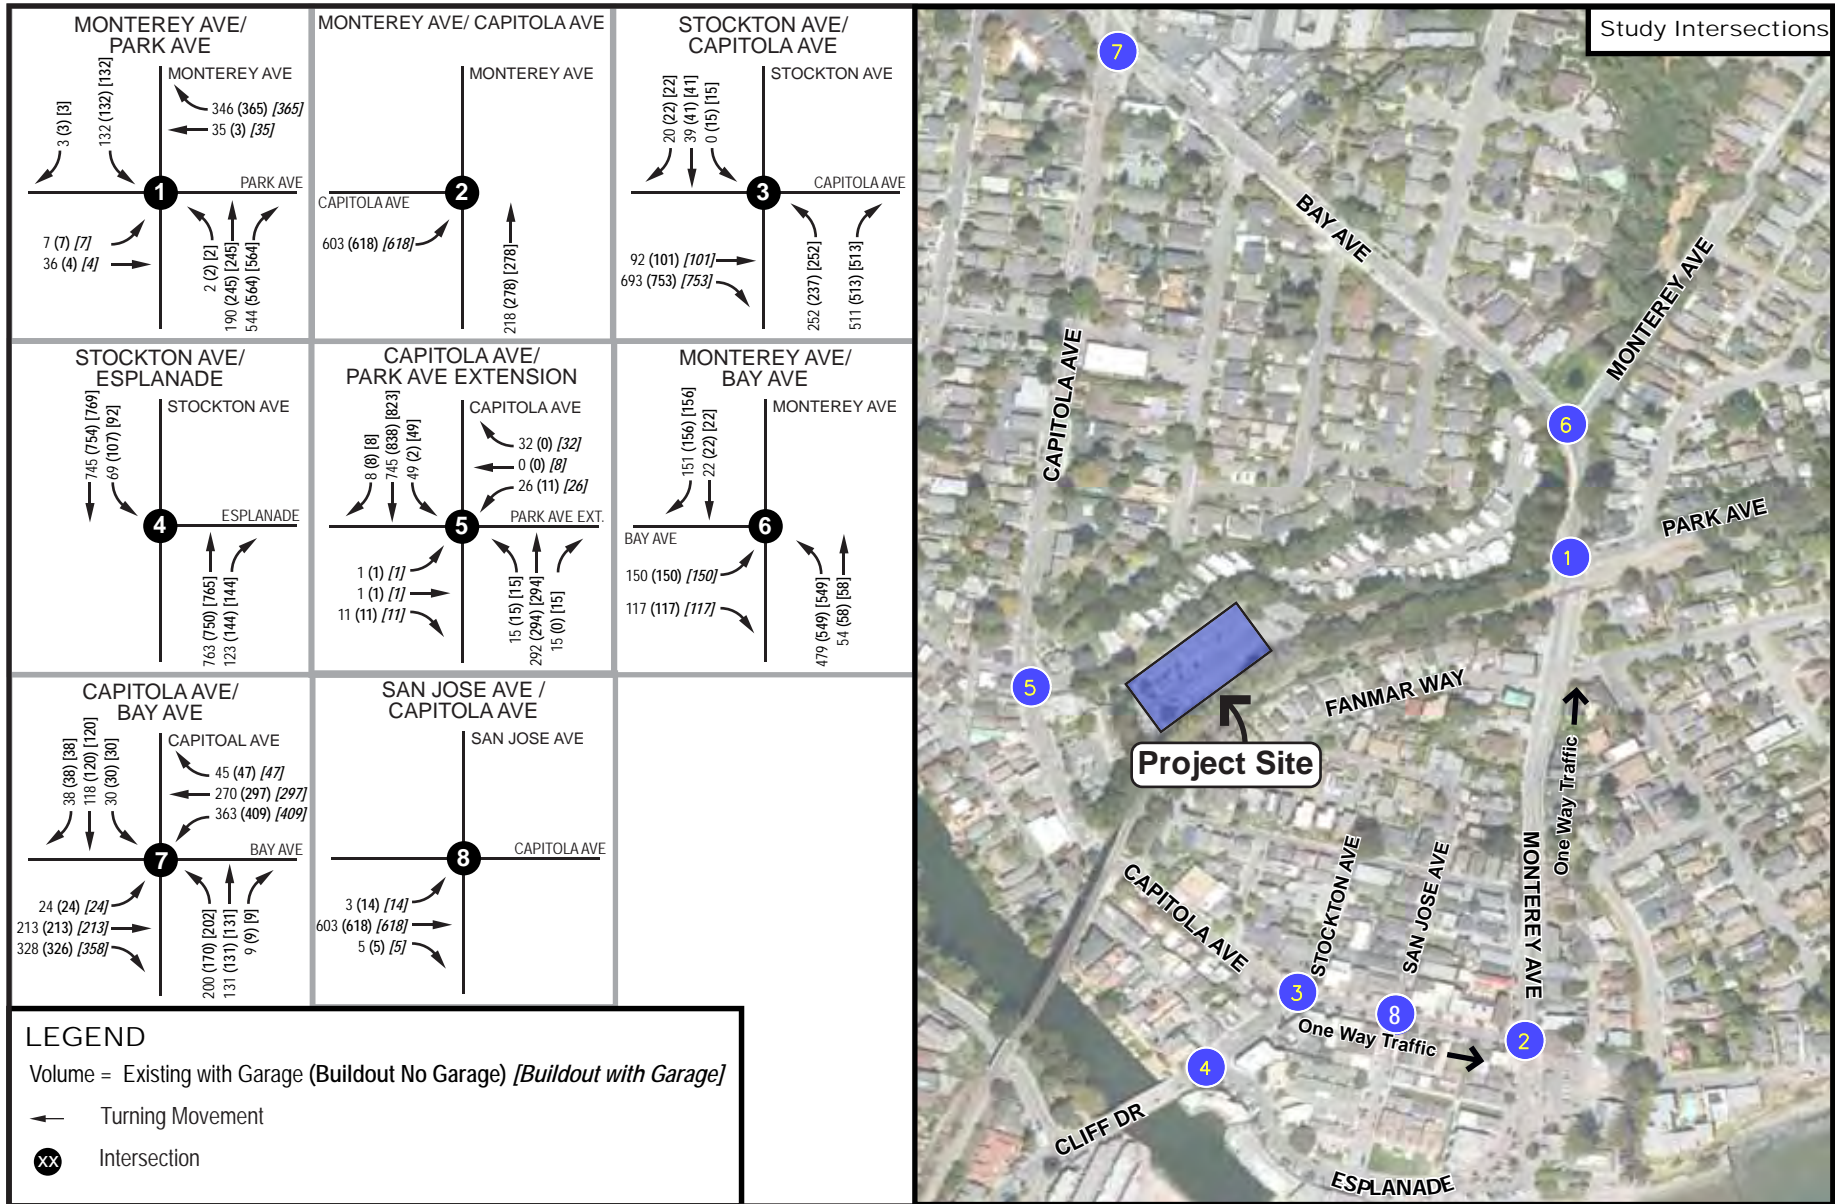 MONTEREY AVE/
PARK AVE
MONTEREY AVE
3 (3) [3]
132 (132) [132]
346 (365) [365]
35 (3) [35]
PARK AVE
1
7 (7) [7]
36 (4) [4]
2 (2) [2]
190 (245) [245]
544 (564) [564]
MONTEREY AVE/ CAPITOLA AVE
MONTEREY AVE
2
CAPITOLA AVE
603 (618) [618]
218 (278) [278]
STOCKTON AVE/
CAPITOLA AVE
STOCKTON AVE
20 (22) [22]
39 (41) [41]
0 (15) [15]
CAPITOLA AVE
3
92 (101) [101]
693 (753) [753]
252 (237) [252]
511 (513) [513]
STOCKTON AVE/
ESPLANADE
STOCKTON AVE
745 (754) [769]
69 (107) [92]
ESPLANADE
4
763 (750) [765]
123 (144) [144]
CAPITOLA AVE/
PARK AVE EXTENSION
CAPITOLA AVE
8 (8) [8]
745 (838) [823]
49 (2) [49]
32 (0) [32]
0 (0) [8]
26 (11) [26]
PARK AVE EXT.
5
1 (1) [1]
1 (1) [1]
11 (11) [11]
15 (15) [15]
292 (294) [294]
15 (0) [15]
MONTEREY AVE/
BAY AVE
MONTEREY AVE
151 (156) [156]
22 (22) [22]
6
BAY AVE
150 (150) [150]
117 (117) [117]
479 (549) [549]
54 (58) [58]
CAPITOLA AVE/
BAY AVE
CAPITOAL AVE
38 (38) [38]
118 (120) [120]
30 (30) [30]
45 (47) [47]
270 (297) [297]
363 (409) [409]
BAY AVE
7
24 (24) [24]
213 (213) [213]
328 (326) [358]
200 (170) [202]
131 (131) [131]
9 (9) [9]
SAN JOSE AVE /
CAPITOLA AVE
SAN JOSE AVE
CAPITOLA AVE
8
3 (14) [14]
603 (618) [618]
5 (5) [5]
LEGEND
Volume = Existing with Garage (Buildout No Garage) [Buildout with Garage]
Turning Movement
XX Intersection
Study Intersections
7
BAY AVE
MONTEREY AVE
CAPITOLA AVE
6
PARK AVE
1
5
FANMAR WAY
Project Site
One Way Traffic
MONTEREY AVE
CAPITOLA AVE
STOCKTON AVE
SAN JOSE AVE
3
8
One Way Traffic
2
4
CLIFF DR
ESPLANADE